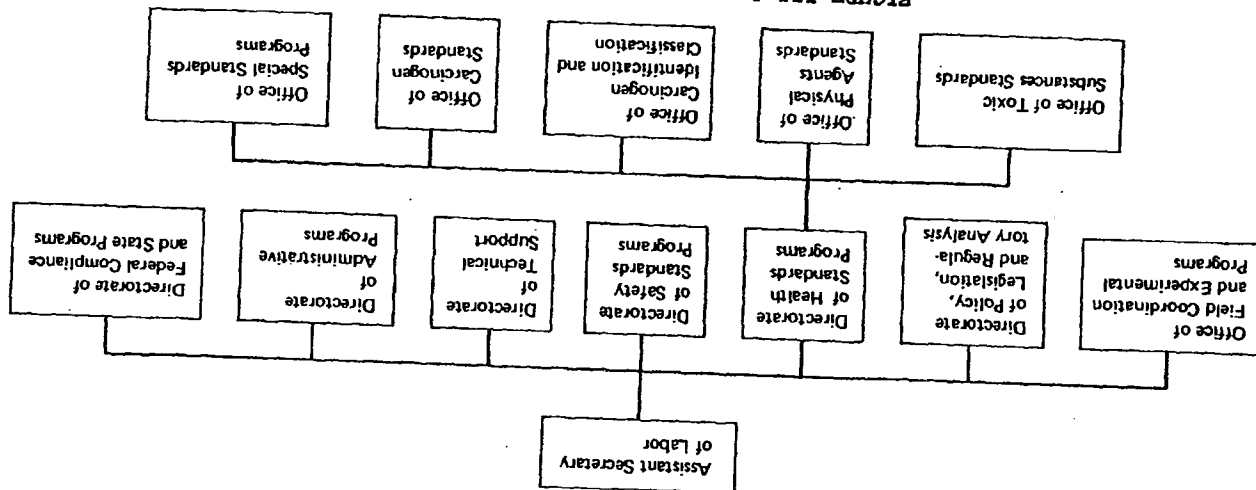 Assistant Secretary
of Labor
Office of
Field Coordination
and Experimental
Programs
Directorate
of Policy,
Legislation,
and Regula-
tory Analysis
Directorate
of Health
Standards
Programs
Directorate
of Safety
Standards
Programs
Directorate
of
Technical
Support
Directorate
of
Administrative
Programs
Directorate of
Federal Compliance
and State Programs
Office of Toxic
Substances Standards
Office of
Physical
Agents
Standards
Office of
Carcinogen
Identification and
Classification
Office of
Carcinogen
Standards
Office of
Special Standards
Programs
FIGURE